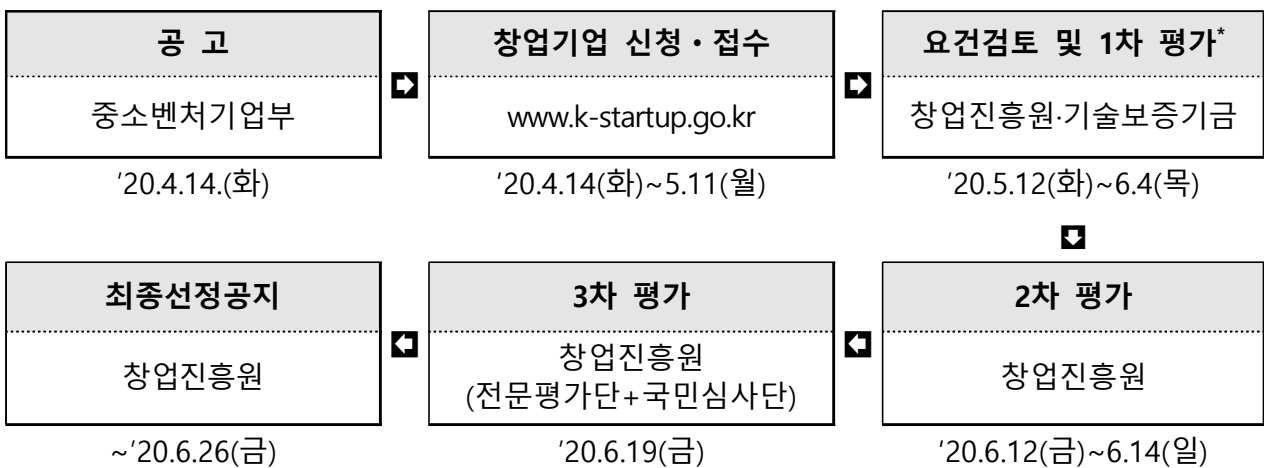 공 고
중소벤처기업부
'20.4.14.(화)
창업기업 신청・접수
www.k-startup.go.kr
'20.4.14(화)~5.11(월)
요건검토 및 1차 평가*
창업진흥원·기술보증기금
'20.5.12(화)~6.4(목)
2차 평가
창업진흥원
'20.6.12(금)~6.14(일)
3차 평가
창업진흥원
(전문평가단+국민심사단)
'20.6.19(금)
최종선정공지
창업진흥원
~'20.6.26(금)